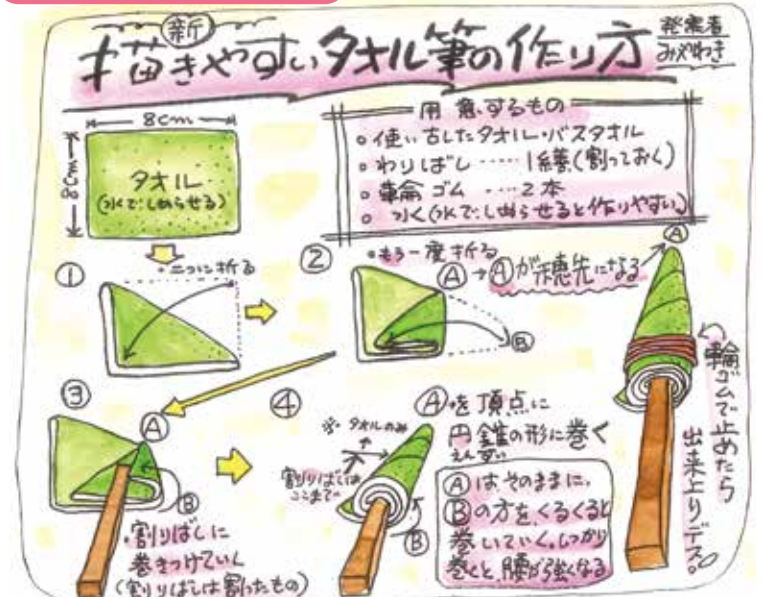 新
描きやすいタオル筆の作り方
発案者
みやわき
8cm
8cm
タオル
(水でしめらせる)
用意するもの
・使い古したタオル・バスタオル
・わりばし……1繕(割っておく)
・輪ゴム……2本
・水(水でしめらせると作りやすい)
①
・二つに折る
②
・もう一度折る
Ⓐ→Ⓐが穂先になる
Ⓑ
Ⓐ
③
Ⓐ
Ⓑ
・割りばしに
巻きつけていく
(割りばしは割ったもの)
④
※タオルのみ
割りばしは
ここまで
Ⓑ
Ⓐを頂点に
円錐の形に巻く
えんすい
Ⓐは、そのままに、
Ⓑの方を、くるくると
巻いていく。しっかり
巻くと、腰が強くなる
輪ゴムで止めたら
出来上りデス。